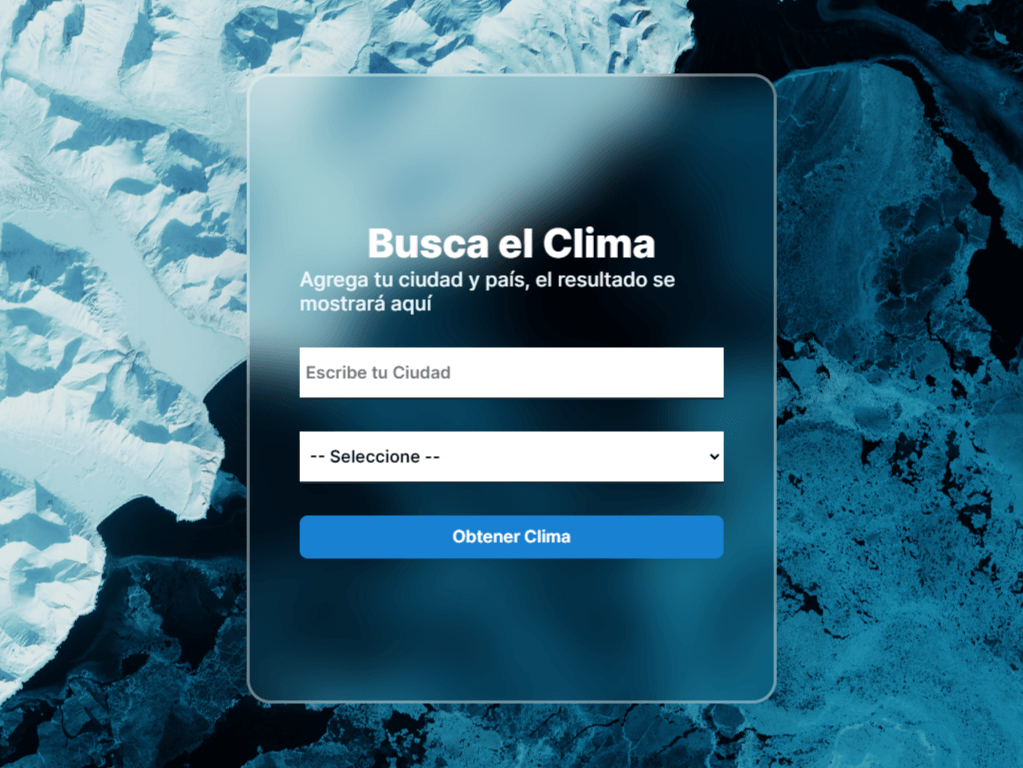 Busca el Clima
Agrega tu ciudad y país, el resultado se
mostrará aquí
Escribe tu Ciudad
-- Seleccione --
Obtener Clima